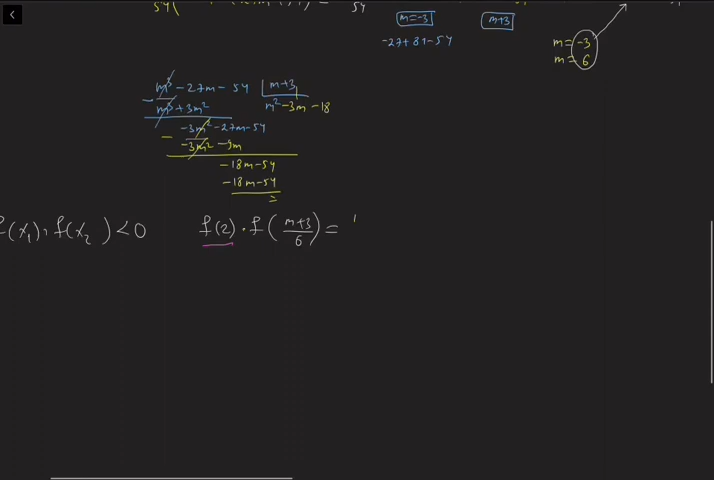 m=-3
m+3
-27+81-54
m=-3
m=6
m³-27m-54 | m+3
m³+3m² m²-3m-18
-3m²-27m-54
-3m²-9m
-18m-54
-18m-54
f(x₁)·f(x₂)<0 f(2)·f((m+3)/6)=